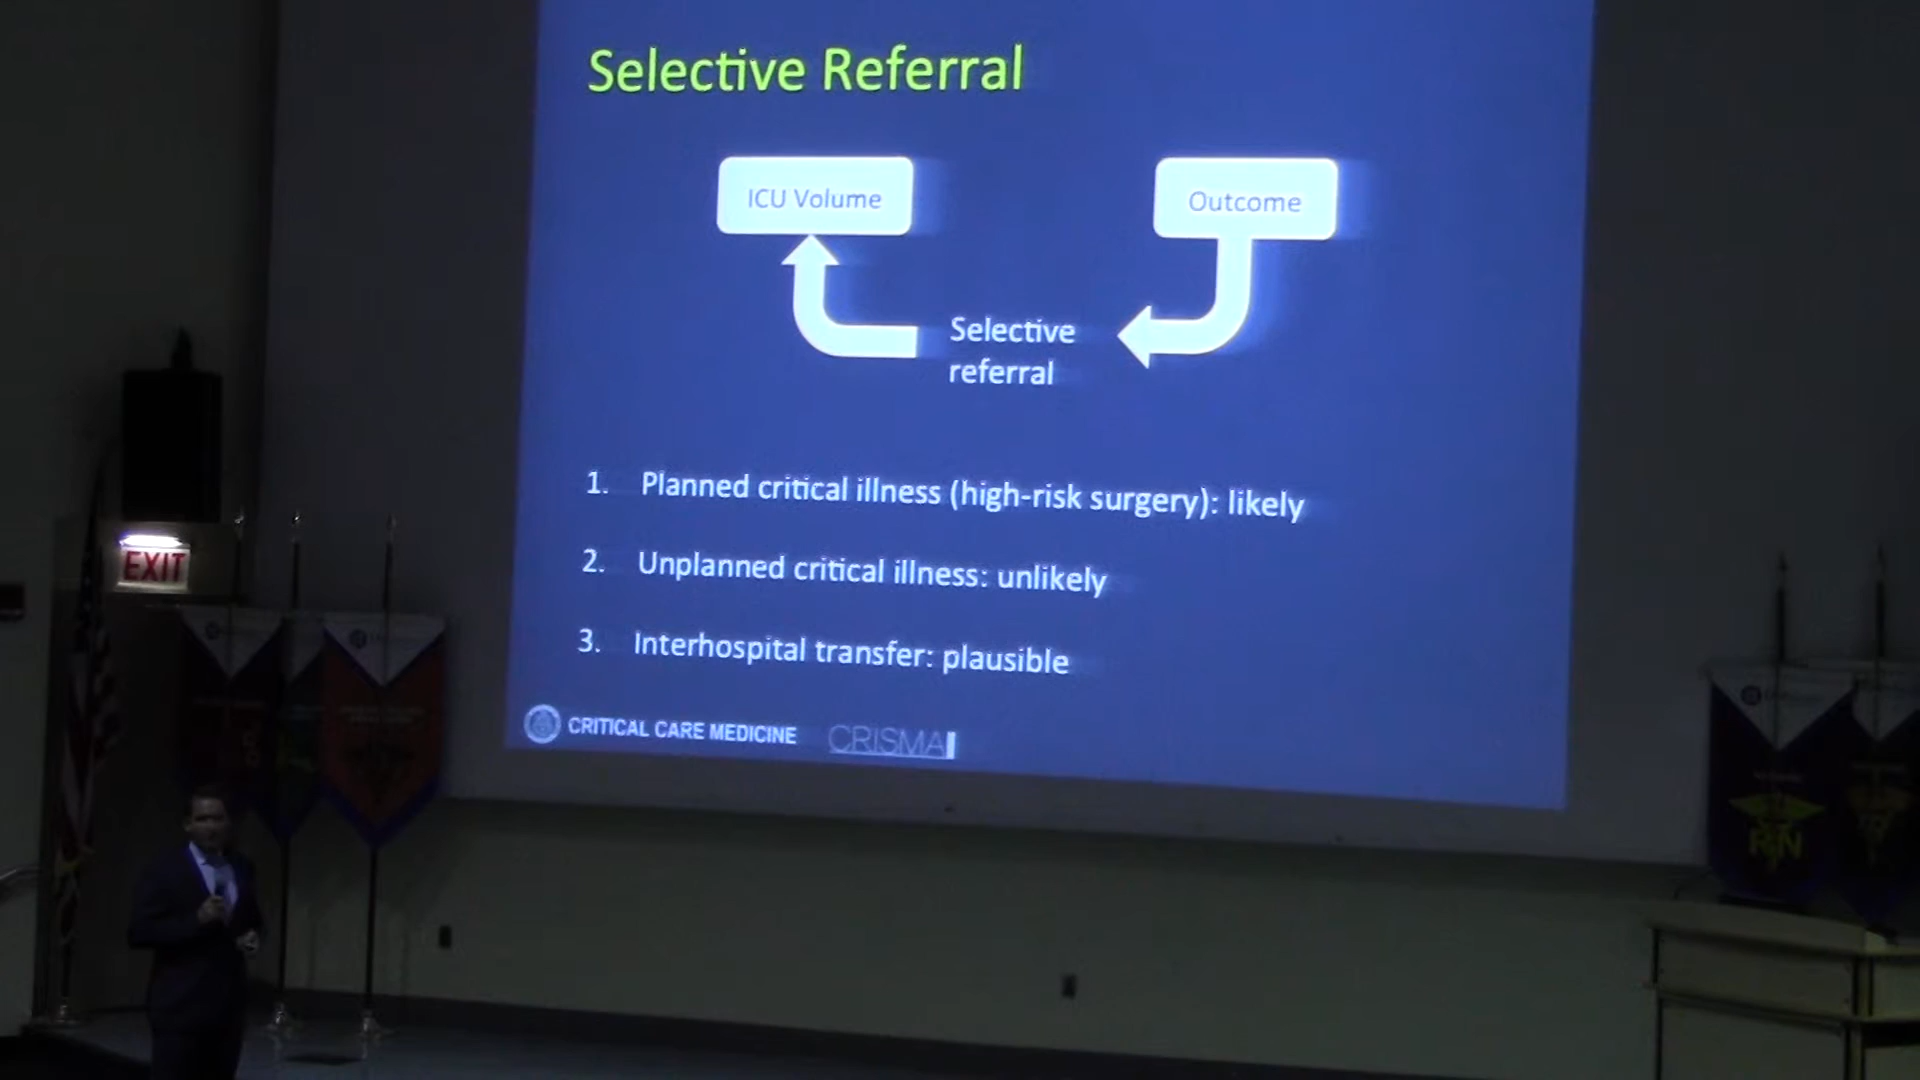 Selective Referral
ICU Volume
Outcome
Selective
referral
1. Planned critical illness (high-risk surgery): likely
2. Unplanned critical illness: unlikely
3. Interhospital transfer: plausible
CRITICAL CARE MEDICINE
CRISMA
EXIT
RN